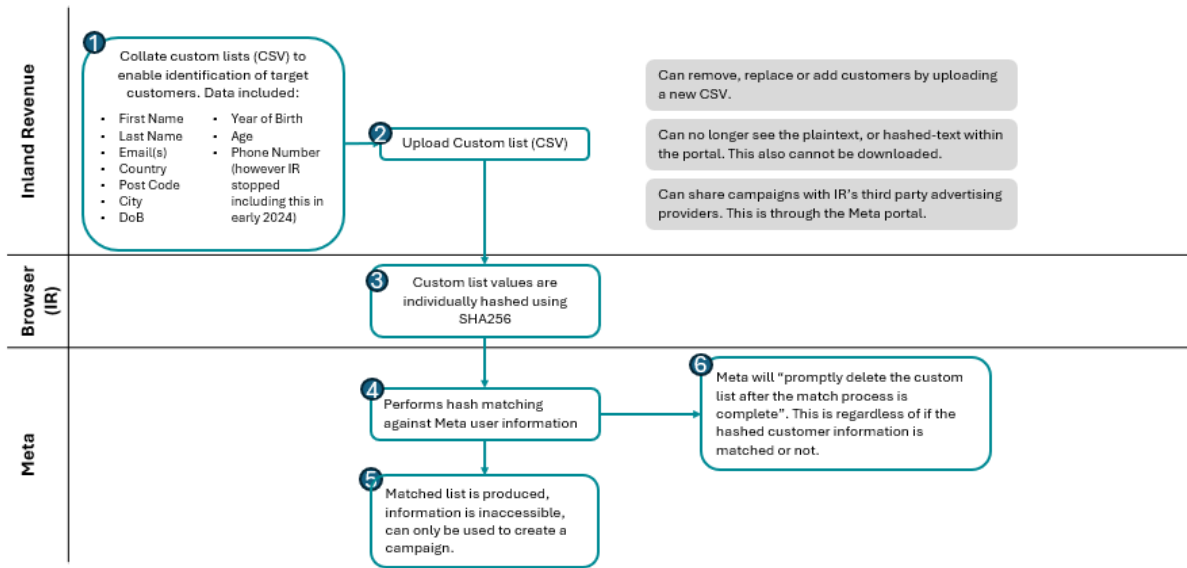 Inland Revenue
1
Collate custom lists (CSV) to
enable identification of target
customers. Data included:
• First Name
• Last Name
• Email(s)
• Country
• Post Code
• City
• DoB
• Year of Birth
• Age
• Phone Number
(however IR
stopped
including this in
early 2024)
2
Upload Custom list (CSV)
Can remove, replace or add customers by uploading
a new CSV.
Can no longer see the plaintext, or hashed-text within
the portal. This also cannot be downloaded.
Can share campaigns with IR's third party advertising
providers. This is through the Meta portal.
Browser
(IR)
3
Custom list values are
individually hashed using
SHA256
Meta
4
Performs hash matching
against Meta user information
6
Meta will “promptly delete the custom
list after the match process is
complete”. This is regardless of if the
hashed customer information is
matched or not.
5
Matched list is produced,
information is inaccessible,
can only be used to create a
campaign.